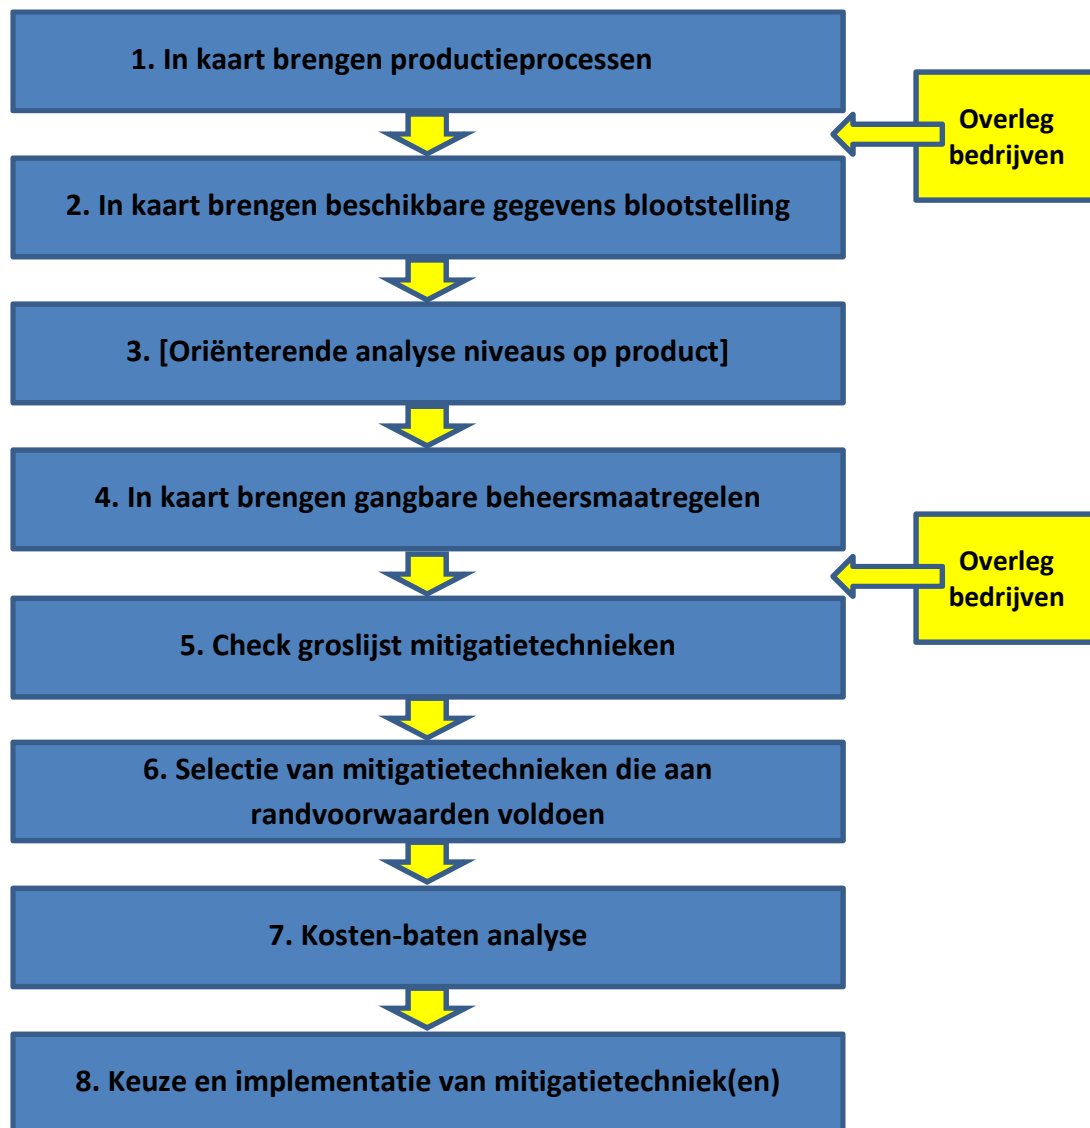 1. In kaart brengen productieprocessen
Overleg
bedrijven
2. In kaart brengen beschikbare gegevens blootstelling
3. [Oriënterende analyse niveaus op product]
4. In kaart brengen gangbare beheersmaatregelen
Overleg
bedrijven
5. Check groslijst mitigatietechnieken
6. Selectie van mitigatietechnieken die aan
randvoorwaarden voldoen
7. Kosten-baten analyse
8. Keuze en implementatie van mitigatietechniek(en)